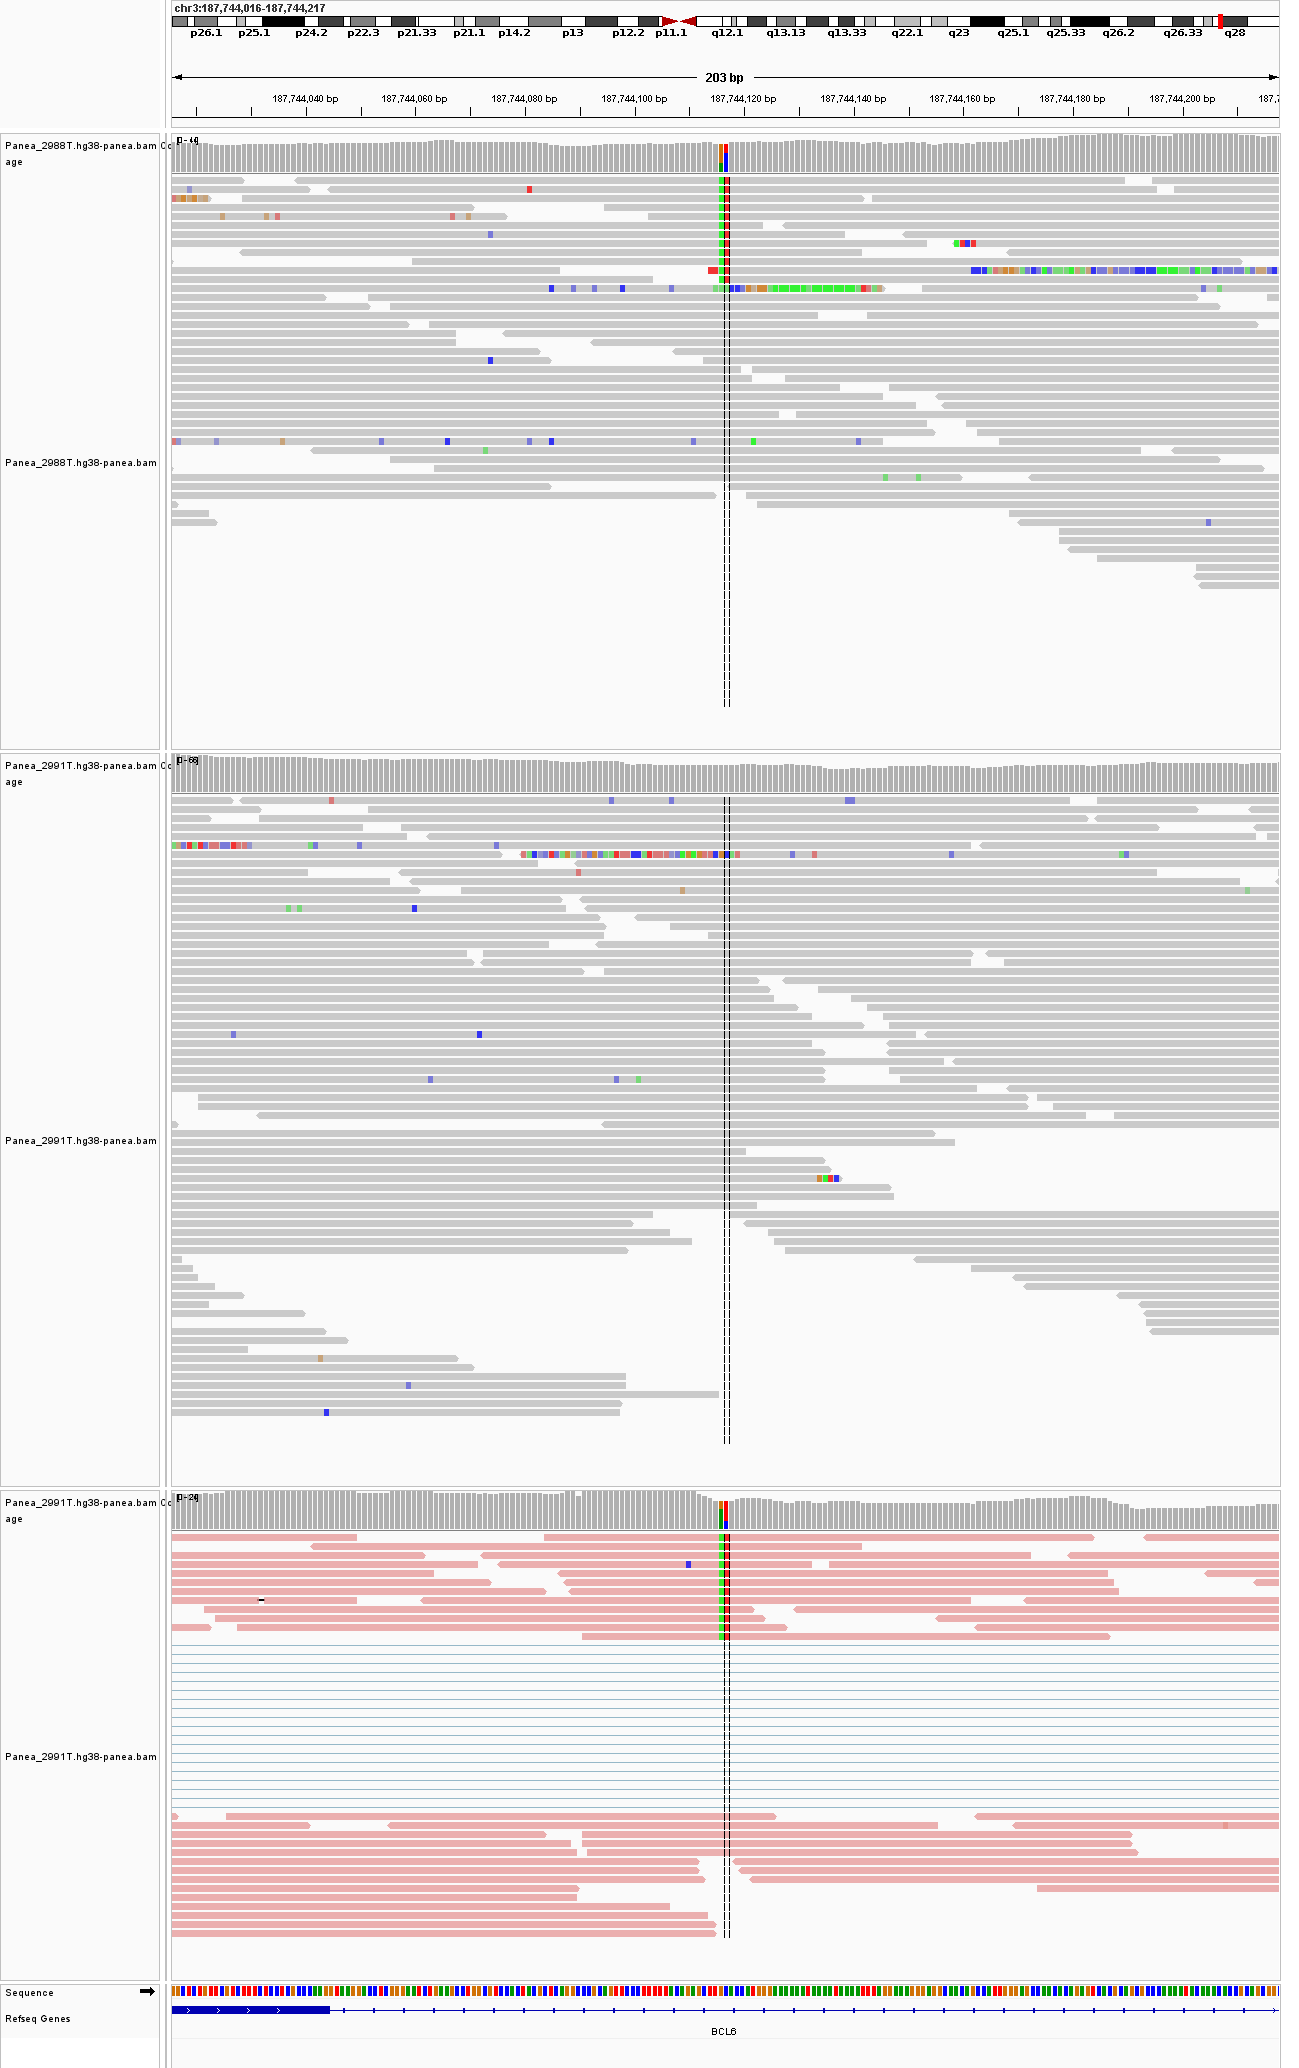 chr3:187,744,016-187,744,217
p26.1 p25.1 p24.2 p22.3 p21.33 p21.1 p14.2 p13 p12.2 p11.1 q12.1 q13.13 q13.33 q22.1 q23 q25.1 q25.33 q26.2 q26.33 q28
203 bp
187,744,040 bp 187,744,060 bp 187,744,080 bp 187,744,100 bp 187,744,120 bp 187,744,140 bp 187,744,160 bp 187,744,180 bp 187,744,200 bp 187,7
Panea_2988T.hg38-panea.bam Co
age
Panea_2988T.hg38-panea.bam
Panea_2991T.hg38-panea.bam Co
age
Panea_2991T.hg38-panea.bam
Panea_2991T.hg38-panea.bam Co
age
Panea_2991T.hg38-panea.bam
Sequence
Refseq Genes
BCL6